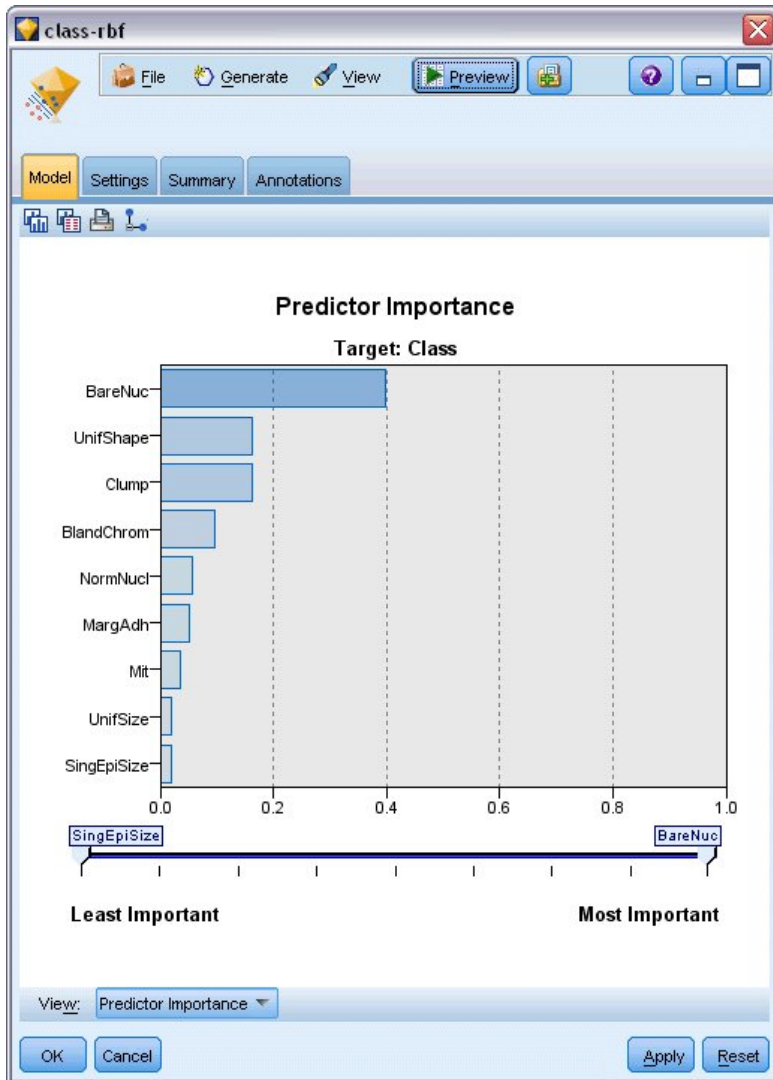 class-rbf
File Generate View Preview
Model Settings Summary Annotations
Predictor Importance
Target: Class
BareNuc
UnifShape
Clump
BlandChrom
NormNucl
MargAdh
Mit
UnifSize
SingEpiSize
0.0 0.2 0.4 0.6 0.8 1.0
SingEpiSize BareNuc
Least Important Most Important
View: Predictor Importance
OK Cancel Apply Reset